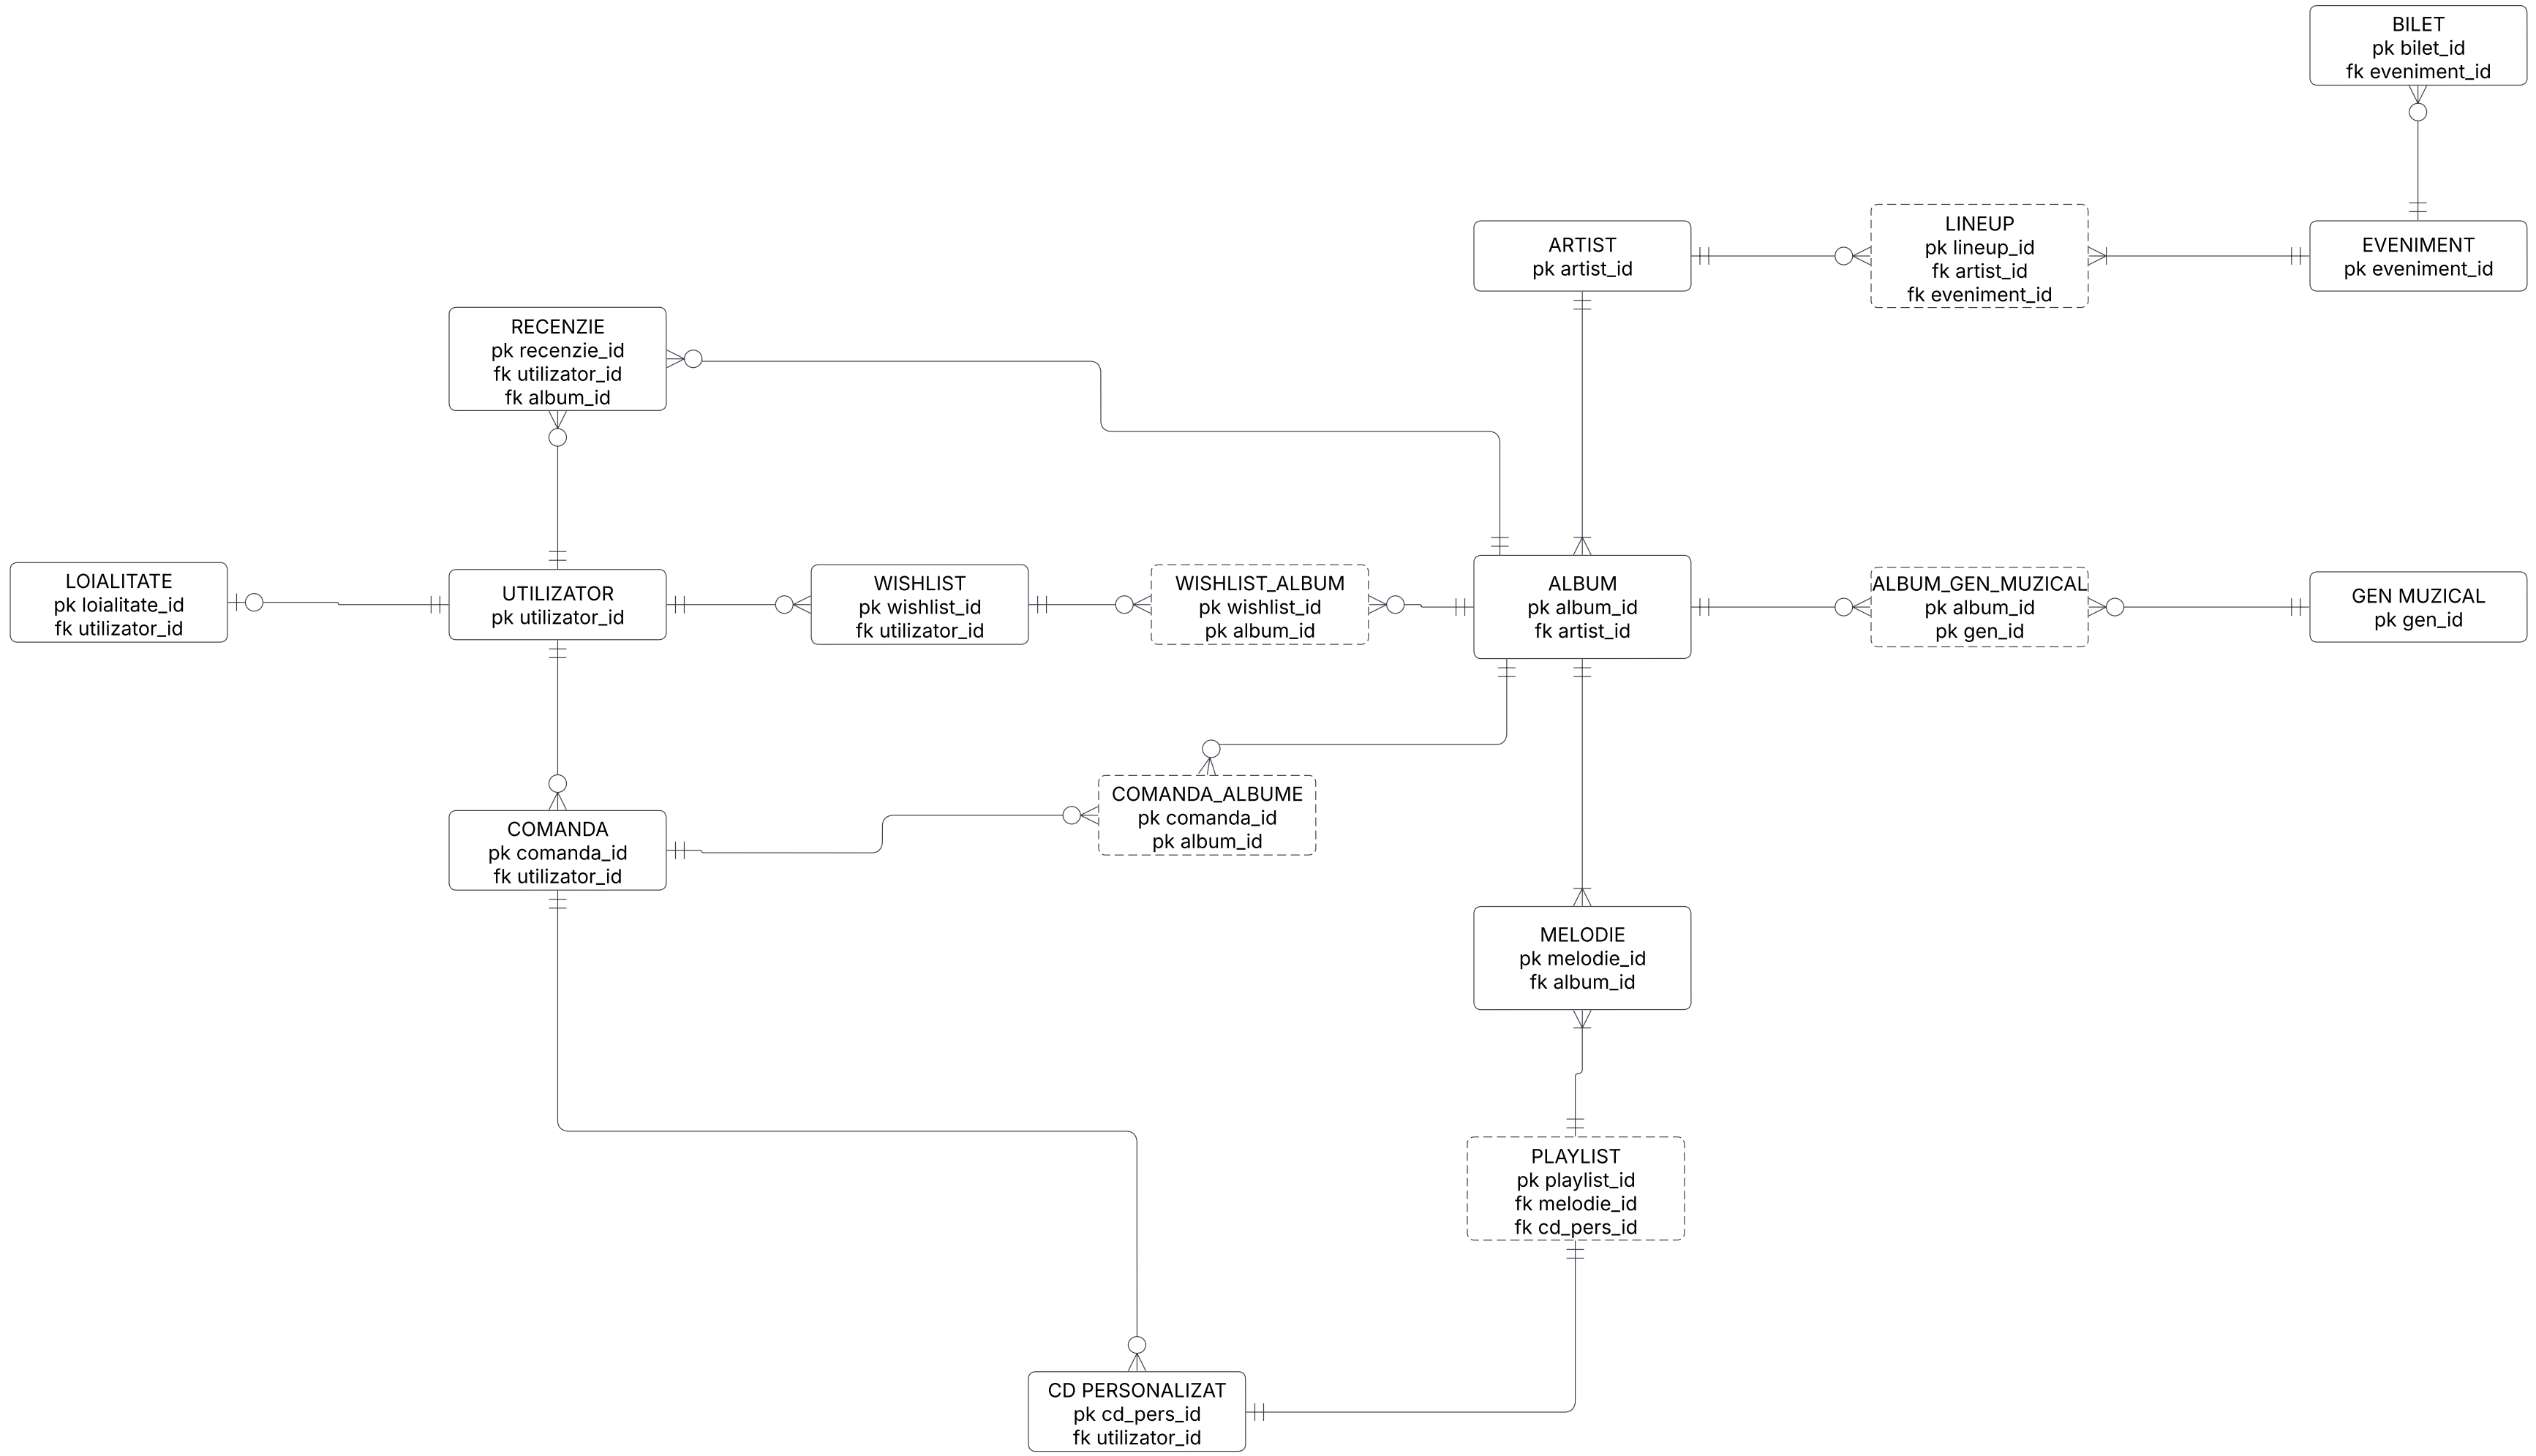 BILET
pk bilet_id
fk eveniment_id
ARTIST
pk artist_id
LINEUP
pk lineup_id
fk artist_id
fk eveniment_id
EVENIMENT
pk eveniment_id
RECENZIE
pk recenzie_id
fk utilizator_id
fk album_id
LOIALITATE
pk loialitate_id
fk utilizator_id
UTILIZATOR
pk utilizator_id
WISHLIST
pk wishlist_id
fk utilizator_id
WISHLIST_ALBUM
pk wishlist_id
pk album_id
ALBUM
pk album_id
fk artist_id
ALBUM_GEN_MUZICAL
pk album_id
pk gen_id
GEN MUZICAL
pk gen_id
COMANDA
pk comanda_id
fk utilizator_id
COMANDA_ALBUME
pk comanda_id
pk album_id
MELODIE
pk melodie_id
fk album_id
PLAYLIST
pk playlist_id
fk melodie_id
fk cd_pers_id
CD PERSONALIZAT
pk cd_pers_id
fk utilizator_id